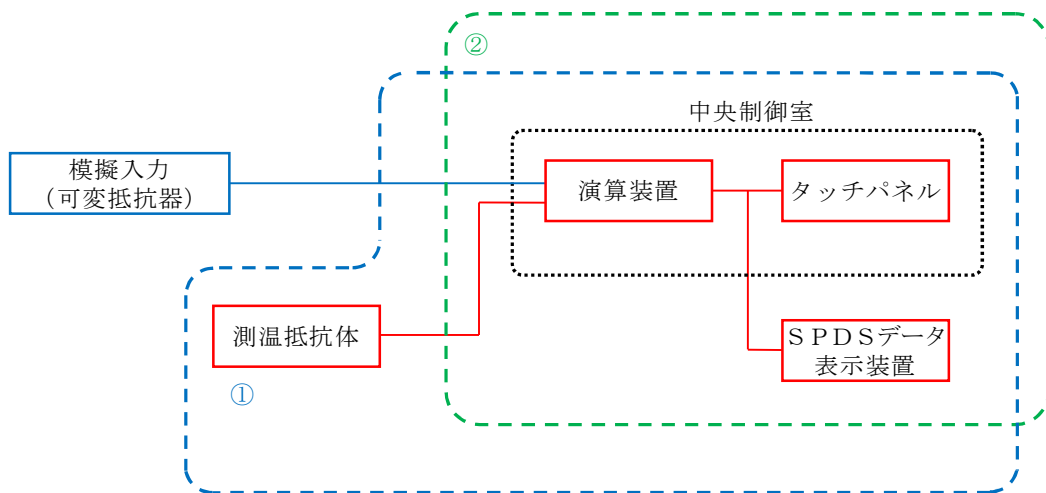 ②
中央制御室
模擬入力
（可変抵抗器）
演算装置
タッチパネル
測温抵抗体
ＳＰＤＳデータ
表示装置
①